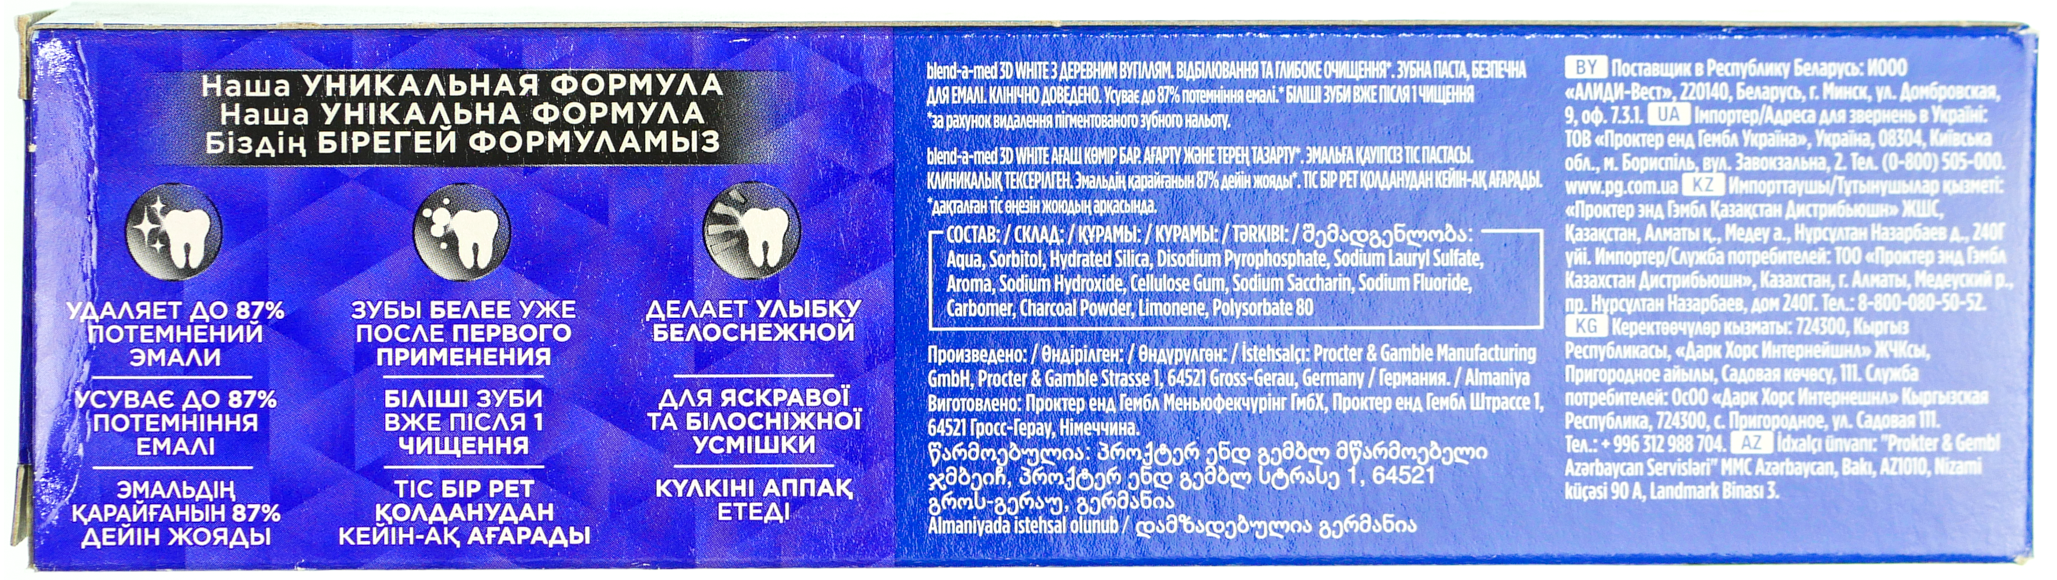 Наша УНИКАЛЬНАЯ ФОРМУЛА
Наша УНІКАЛЬНА ФОРМУЛА
Біздің БІРЕГЕЙ ФОРМУЛАМЫЗ
УДАЛЯЕТ ДО 87%
ПОТЕМНЕНИЙ
ЭМАЛИ
УСУВАЄ ДО 87%
ПОТЕМНІННЯ
ЕМАЛІ
ЭМАЛЬДІҢ
ҚАРАЙҒАНЫН 87%
ДЕЙІН ЖОЯДЫ
ЗУБЫ БЕЛЕЕ УЖЕ
ПОСЛЕ ПЕРВОГО
ПРИМЕНЕНИЯ
БІЛІШІ ЗУБИ
ВЖЕ ПІСЛЯ 1
ЧИЩЕННЯ
ТІС БІР РЕТ
ҚОЛДАНУДАН
КЕЙІН-АҚ АҒАРАДЫ
ДЕЛАЕТ УЛЫБКУ
БЕЛОСНЕЖНОЙ
ДЛЯ ЯСКРАВОЇ
ТА БІЛОСНІЖНОЇ
УСМІШКИ
КҮЛКІНІ АППАҚ
ЕТЕДІ
blend-a-med 3D WHITE З ДЕРЕВНИМ ВУГІЛЛЯМ. ВІДБІЛЮВАННЯ ТА ГЛИБОКЕ ОЧИЩЕННЯ*. ЗУБНА ПАСТА, БЕЗПЕЧНА
ДЛЯ ЕМАЛІ. КЛІНІЧНО ДОВЕДЕНО. Усуває до 87% потемніння емалі.* БІЛІШІ ЗУБИ ВЖЕ ПІСЛЯ 1 ЧИЩЕННЯ
*за рахунок видалення пігментованого зубного нальоту.
blend-a-med 3D WHITE АҒАШ КӨМІР БАР. АҒАРТУ ЖӘНЕ ТЕРЕҢ ТАЗАРТУ*. ЭМАЛЬҒА ҚАУІПСІЗ ТІС ПАСТАСЫ.
КЛИНИКАЛЫҚ ТЕКСЕРІЛГЕН. Эмальдің қарайғанын 87% дейін жояды*. ТІС БІР РЕТ ҚОЛДАНУДАН КЕЙІН-АҚ АҒАРАДЫ.
*дақталған тіс өңезін жоюдың арқасында.
СОСТАВ: / СКЛАД: / ҚҰРАМЫ: / КУРАМЫ: / TƏRKIBI: / შემადგენლობა:
Aqua, Sorbitol, Hydrated Silica, Disodium Pyrophosphate, Sodium Lauryl Sulfate,
Aroma, Sodium Hydroxide, Cellulose Gum, Sodium Saccharin, Sodium Fluoride,
Carbomer, Charcoal Powder, Limonene, Polysorbate 80
Произведено: / Өндірілген: / Өндүрүлгөн: / İstehsalçı: Procter & Gamble Manufacturing
GmbH, Procter & Gamble Strasse 1, 64521 Gross-Gerau, Germany / Германия. / Almaniya
Виготовлено: Проктер енд Гембл Меньюфекчурінг ГмбХ, Проктер енд Гембл Штрассе 1,
64521 Гросс-Герау, Німеччина.
წარმოებულია: პროქტერ ენდ გემბლ მწარმოებელი
ჯმბეიჩ, პროქტერ ენდ გემბლ სტრასე 1, 64521
გროს-გერაუ, გერმანია
Almaniyada istehsal olunub / დამზადებულია გერმანია
BY Поставщик в Республику Беларусь: ИООО
«АЛИДИ-Вест», 220140, Беларусь, г. Минск, ул. Домбровская,
9, оф. 7.3.1. UA Імпортер/Адреса для звернень в Україні:
ТОВ «Проктер енд Гембл Україна», Україна, 08304, Київська
обл., м. Бориспіль, вул. Завокзальна, 2. Тел. (0-800) 505-000.
www.pg.com.ua KZ Импорттаушы/Тұтынушылар қызметі:
«Проктер энд Гэмбл Қазақстан Дистрибьюшн» ЖШС,
Қазақстан, Алматы қ., Медеу а., Нұрсұлтан Назарбаев д., 240Г
үйі. Импортер/Служба потребителей: ТОО «Проктер энд Гэмбл
Казахстан Дистрибьюшн», Казахстан, г. Алматы, Медеуский р.,
пр. Нурсултан Назарбаев, дом 240Г. Тел.: 8-800-080-50-52.
KG Керектөөчүлөр кызматы: 724300, Кыргыз
Республикасы, «Дарк Хорс Интернейшнл» ЖЧКсы,
Пригородное айылы, Садовая көчөсү, 111. Служба
потребителей: ОсОО «Дарк Хорс Интернешнл» Кыргызская
Республика, 724300, с. Пригородное, ул. Садовая 111.
Тел.: + 996 312 988 704. AZ İdxalçı ünvanı: "Prokter & Gembl
Azərbaycan Servisləri" MMC Azərbaycan, Bakı, AZ1010, Nizami
küçəsi 90 A, Landmark Binası 3.